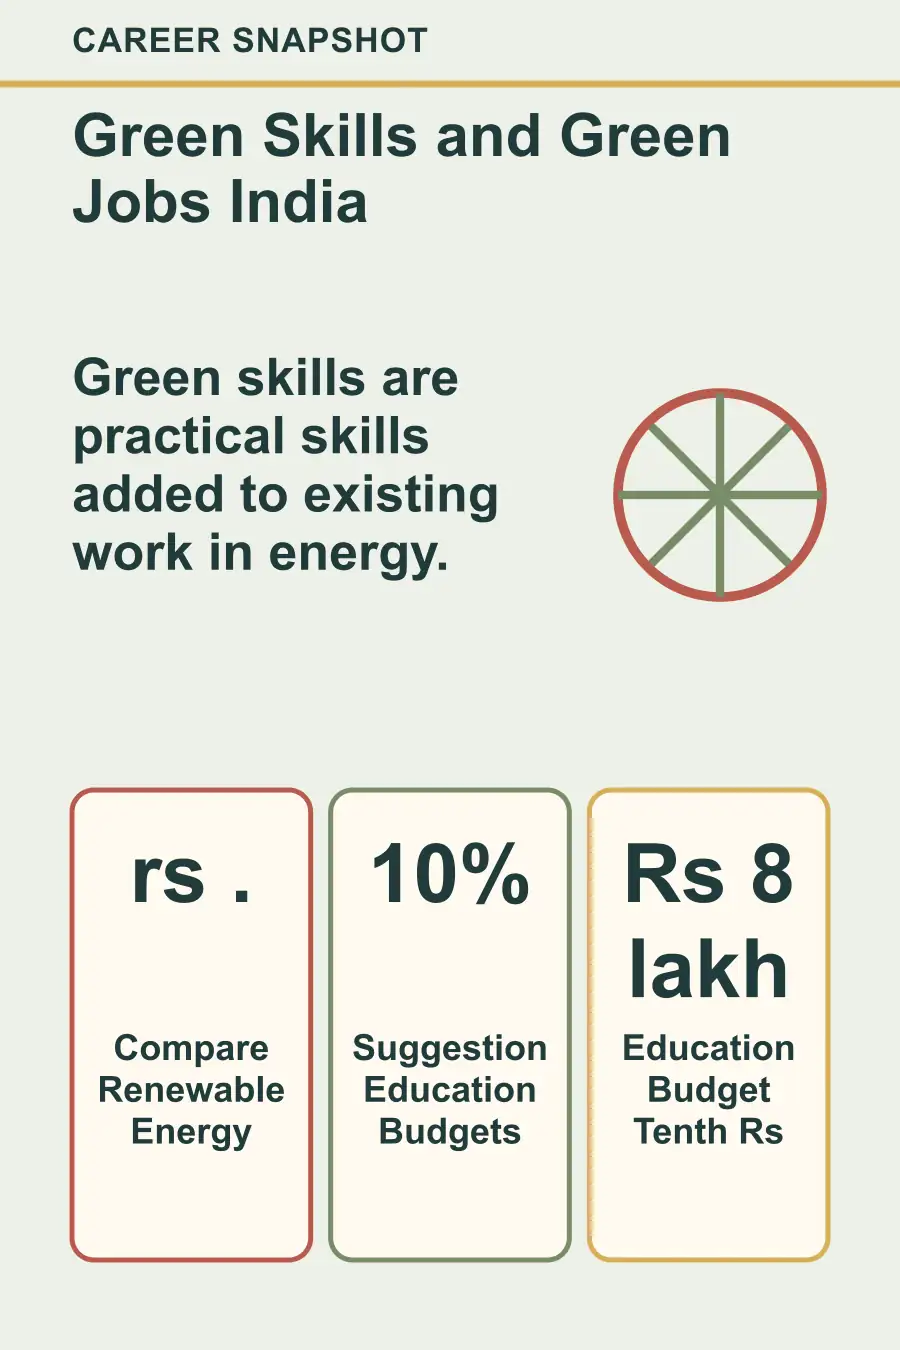 CAREER SNAPSHOT
Green Skills and Green
Jobs India
Green skills are
practical skills
added to existing
work in energy.
rs .
Compare
Renewable
Energy
10%
Suggestion
Education
Budgets
Rs 8
lakh
Education
Budget
Tenth Rs